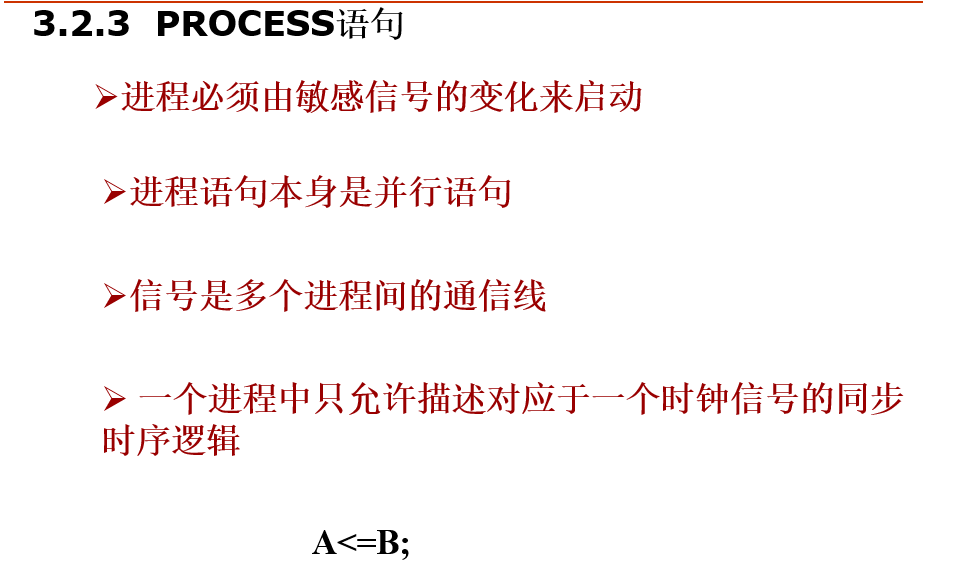 3.2.3 PROCESS语句
➢进程必须由敏感信号的变化来启动
➢进程语句本身是并行语句
➢信号是多个进程间的通信线
➢ 一个进程中只允许描述对应于一个时钟信号的同步
时序逻辑
A<=B;